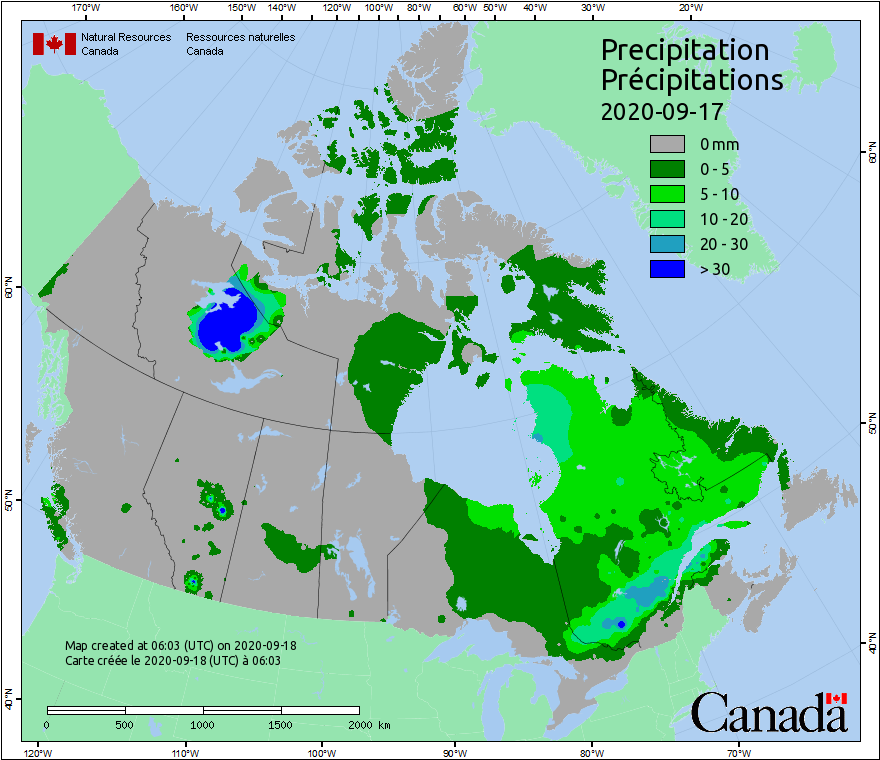 170°W 160°W 150°W 140°W 120°W 100°W 80°W 60°W 50°W 40°W 30°W 20°W
Natural Resources Ressources naturelles
Canada Canada
Precipitation
Précipitations
2020-09-17
0 mm
0 - 5
5 - 10
10 - 20
20 - 30
> 30
60°N 60°N
50°N 50°N
40°N 40°N
Map created at 06:03 (UTC) on 2020-09-18
Carte créée le 2020-09-18 (UTC) à 06:03
0 500 1000 1500 2000 km
Canada
120°W 110°W 100°W 90°W 80°W 70°W